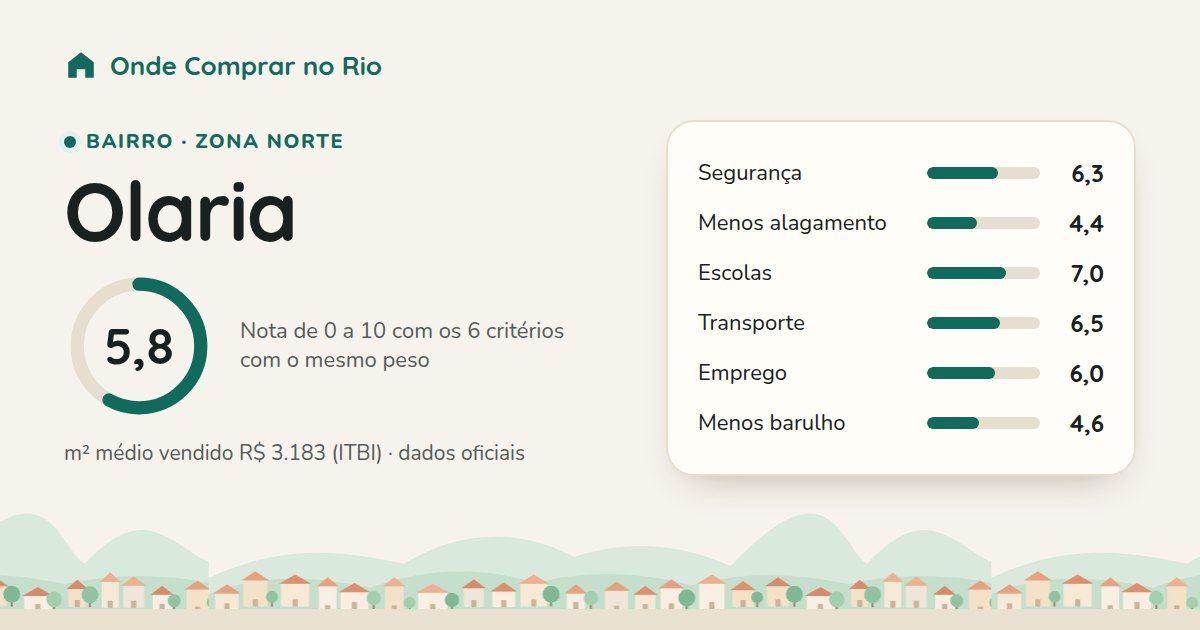 Onde Comprar no Rio
BAIRRO · ZONA NORTE
Olaria
5,8
Nota de 0 a 10 com os 6 critérios
com o mesmo peso
m² médio vendido R$ 3.183 (ITBI) · dados oficiais
Segurança 6,3
Menos alagamento 4,4
Escolas 7,0
Transporte 6,5
Emprego 6,0
Menos barulho 4,6